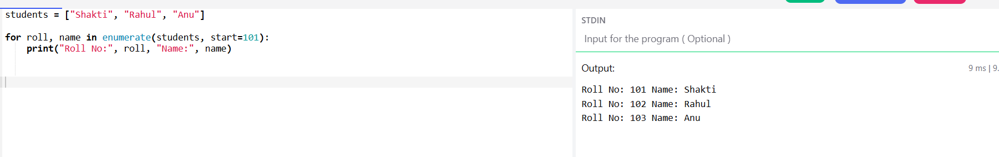 students = ["Shakti", "Rahul", "Anu"]
for roll, name in enumerate(students, start=101):
    print("Roll No:", roll, "Name:", name)
STDIN
Input for the program ( Optional )
Output:
9 ms | 9.
Roll No: 101 Name: Shakti
Roll No: 102 Name: Rahul
Roll No: 103 Name: Anu